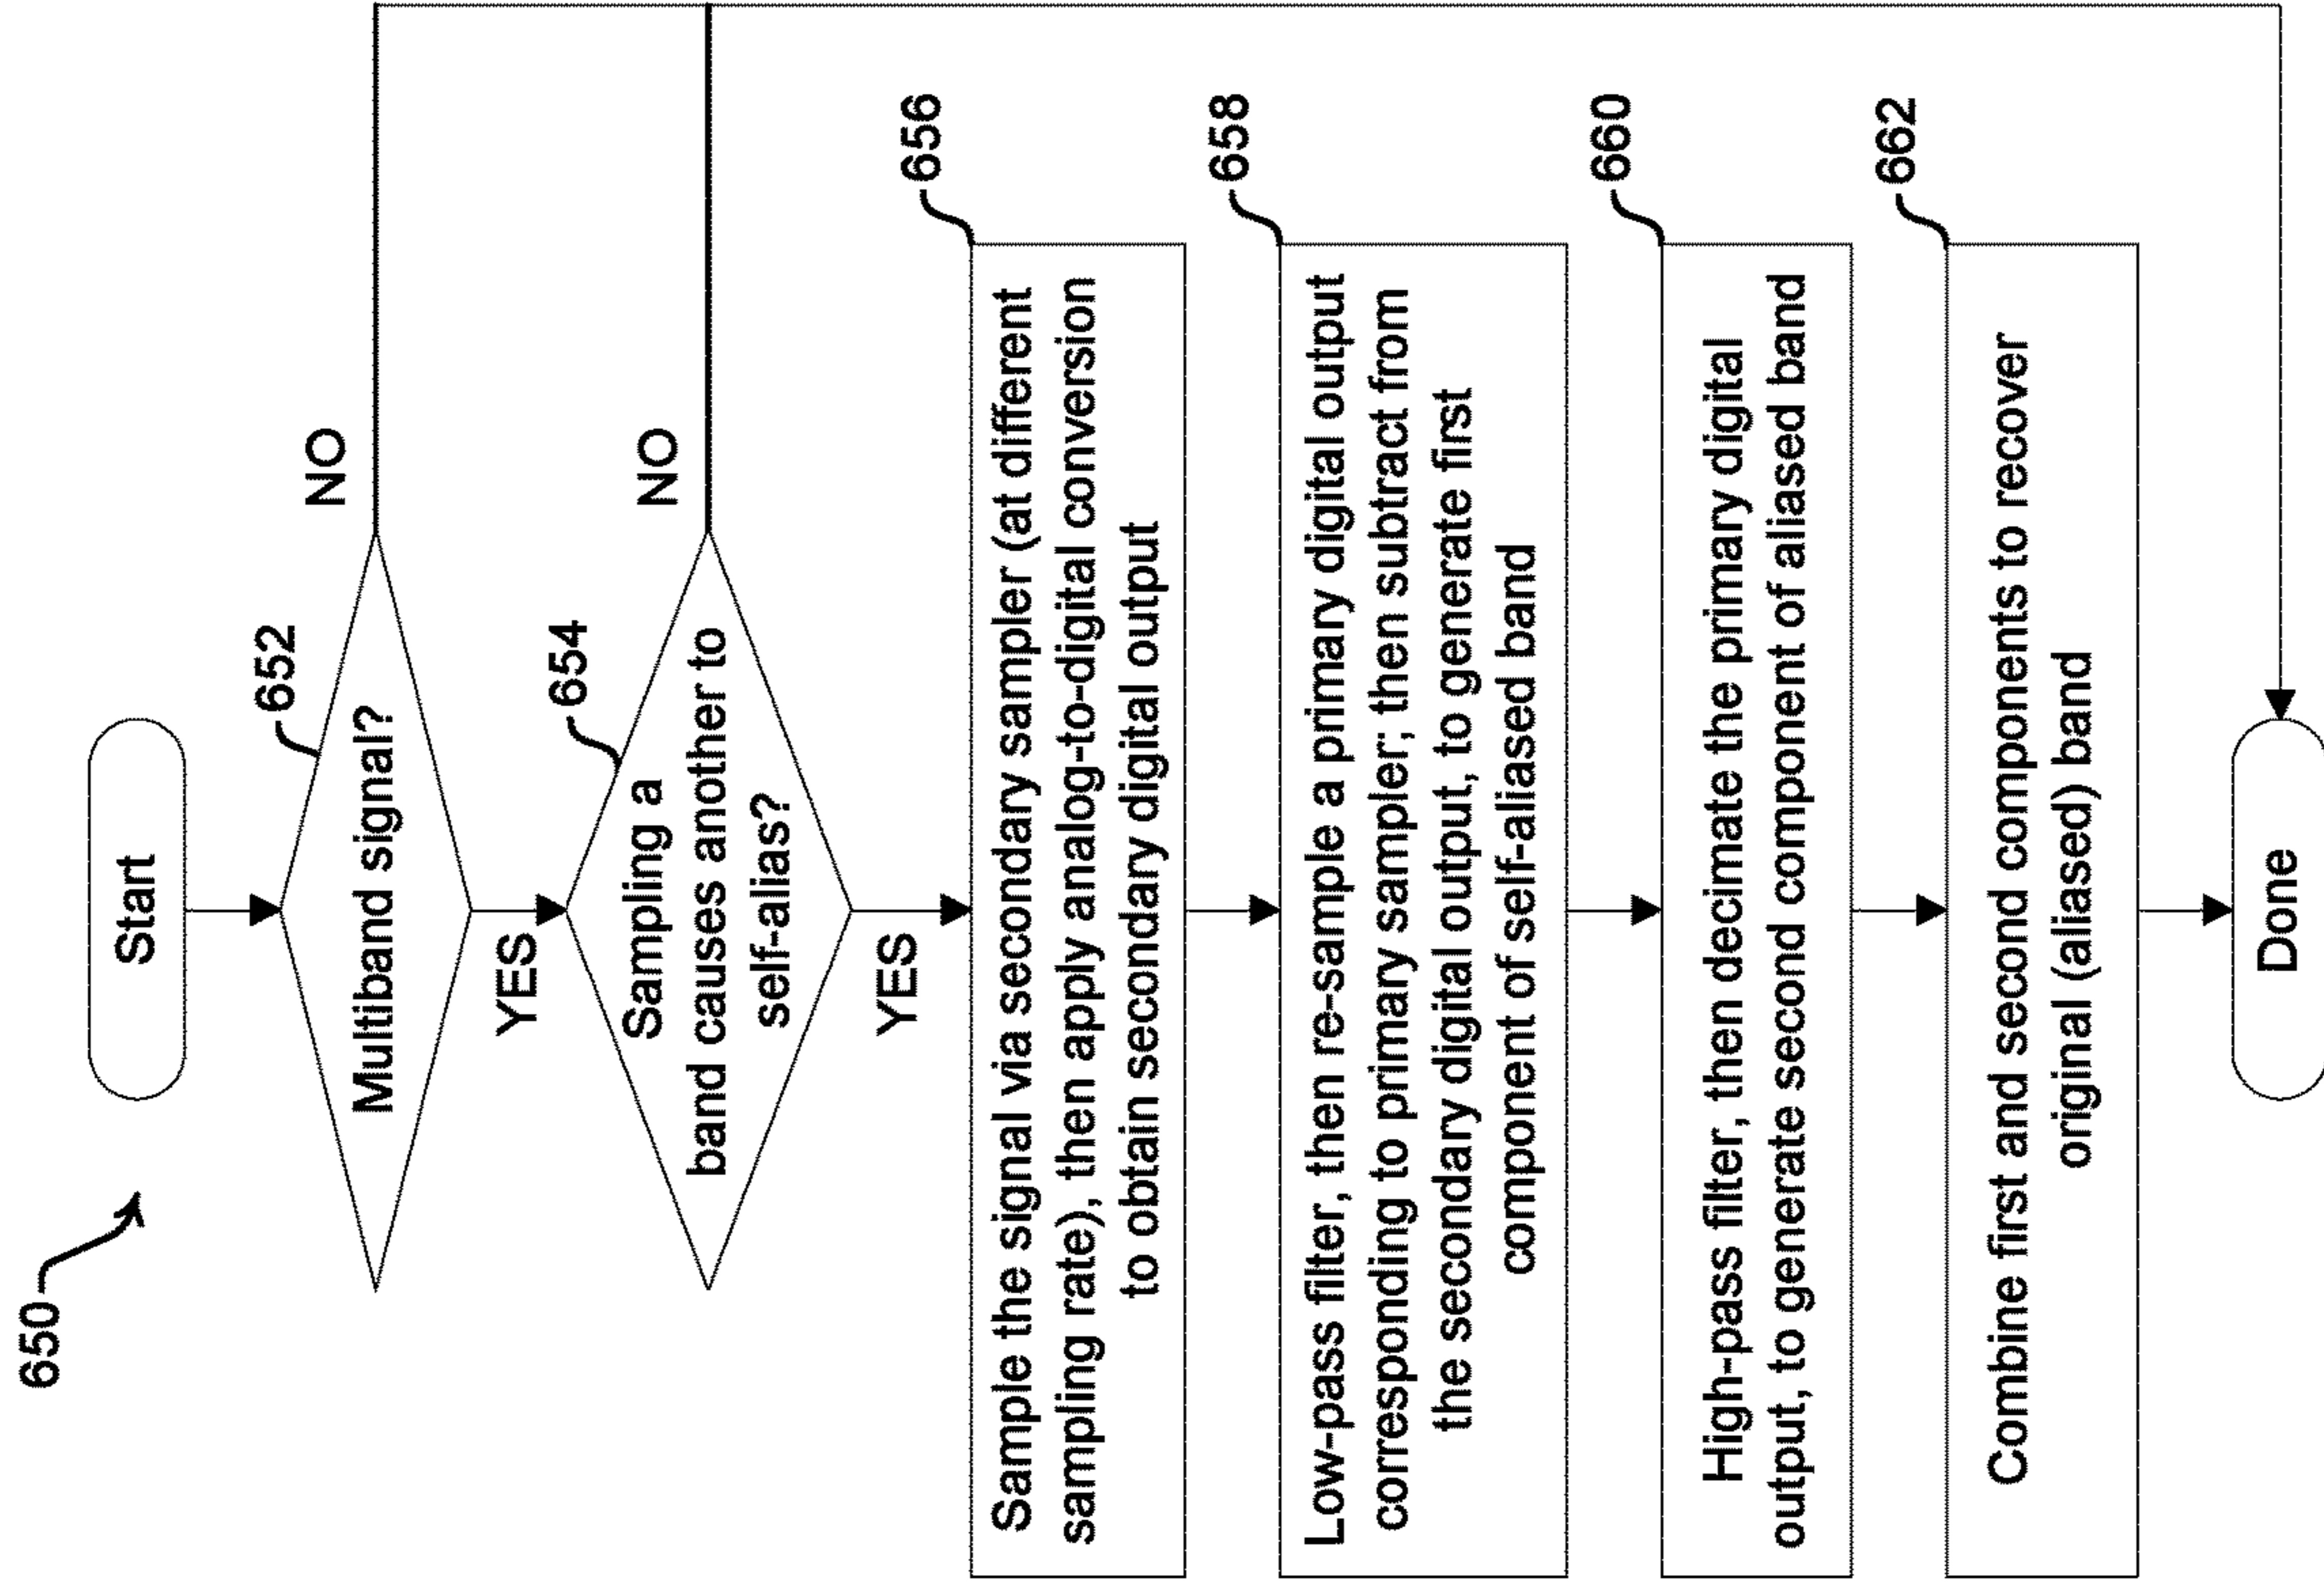 650
Start
652
Multiband signal?
NO
YES
654
Sampling a
band causes another to
self-alias?
NO
YES
656
Sample the signal via secondary sampler (at different
sampling rate), then apply analog-to-digital conversion
to obtain secondary digital output
658
Low-pass filter, then re-sample a primary digital output
corresponding to primary sampler; then subtract from
the secondary digital output, to generate first
component of self-aliased band
660
High-pass filter, then decimate the primary digital
output, to generate second component of aliased band
662
Combine first and second components to recover
original (aliased) band
Done